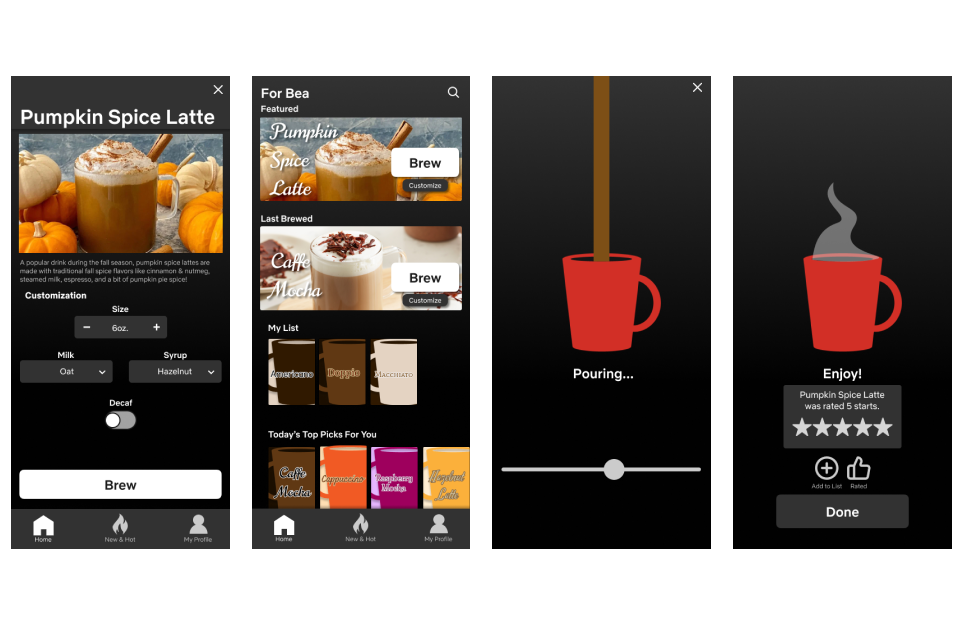 Pumpkin Spice Latte
A popular drink during the fall season, pumpkin spice lattes are
made with traditional fall spice flavors like cinnamon & nutmeg,
steamed milk, espresso, and a bit of pumpkin pie spice!
Customization
Size
− 6oz. +
Milk
Syrup
Oat
Hazelnut
Decaf
Brew
Home
New & Hot
My Profile
For Bea
Featured
Pumpkin
Spice
Latte
Brew
Customize
Last Brewed
Caffe
Mocha
Brew
Customize
My List
Americano
Doppio
Macchiato
Today's Top Picks For You
Caffe
Mocha
Cappuccino
Raspberry
Mocha
Hazelnut
Latte
Home
New & Hot
My Profile
Pouring...
Enjoy!
Pumpkin Spice Latte
was rated 5 starts.
Add to List
Rated
Done